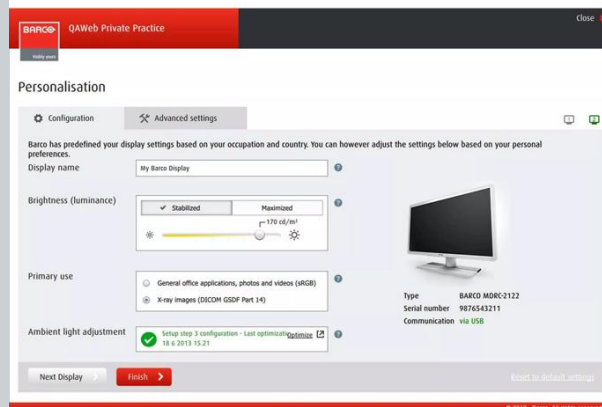 Close
BARCO QAWeb Private Practice
Visibly yours
Personalisation
Configuration
Advanced settings
Barco has predefined your display settings based on your occupation and country. You can however adjust the settings below based on your personal
preferences.
Display name
My Barco Display
Brightness (luminance)
Stabilized
Maximized
170 cd/m²
Primary use
General office applications, photos and videos (sRGB)
X-ray images (DICOM GSDF Part 14)
Type BARCO MDRC-2122
Serial number 9876543211
Communication via USB
Ambient light adjustment
Setup step 3 configuration - Last optimizatio
Optimize
18 6 2013 15.21
Next Display
Finish
Reset to default settings